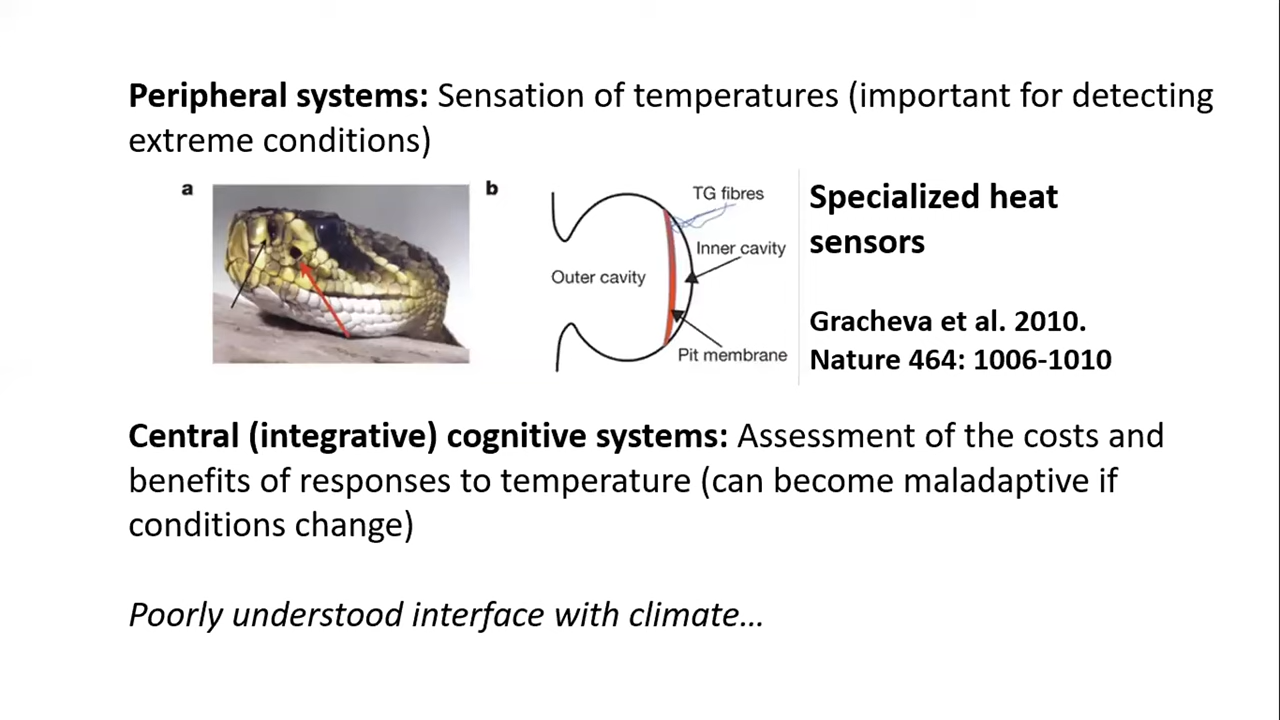 Peripheral systems: Sensation of temperatures (important for detecting
extreme conditions)
a
b
TG fibres
Inner cavity
Outer cavity
Pit membrane
Specialized heat
sensors
Gracheva et al. 2010.
Nature 464: 1006-1010
Central (integrative) cognitive systems: Assessment of the costs and
benefits of responses to temperature (can become maladaptive if
conditions change)
Poorly understood interface with climate...